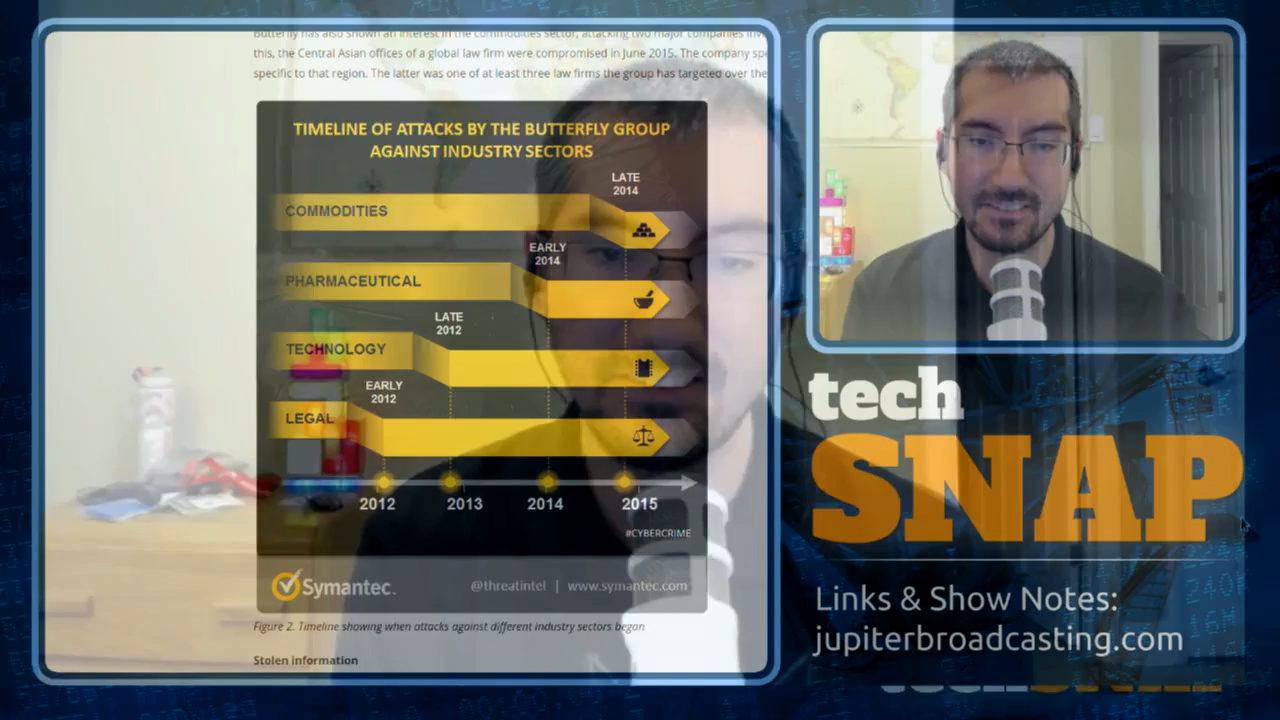 Butterfly has also shown an interest in the commodities sector, attacking two major companies
this, the Central Asian offices of a global law firm were compromised in June 2015. The company
specific to that region. The latter was one of at least three law firms the group has targeted over the
TIMELINE OF ATTACKS BY THE BUTTERFLY GROUP
AGAINST INDUSTRY SECTORS
LATE
2014
COMMODITIES
EARLY
2014
PHARMACEUTICAL
LATE
2012
TECHNOLOGY
EARLY
2012
LEGAL
2012 2013 2014 2015
#CYBERCRIME
Symantec.
@threatintel | www.symantec.com
Figure 2. Timeline showing when attacks against different industry sectors began
Stolen information
tech
SNAP
Links & Show Notes:
jupiterbroadcasting.com